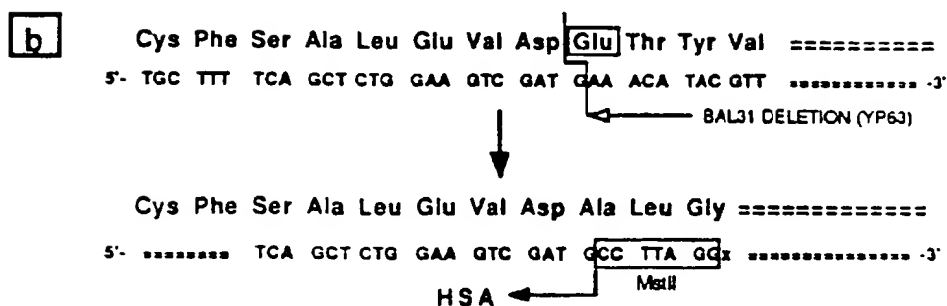 b
Cys Phe Ser Ala Leu Glu Val Asp Glu Thr Tyr Val ==========
5'- TGC TTT TCA GCT CTG GAA GTC GAT GAA ACA TAC GTT ============ -3'
BAL31 DELETION (YP63)
Cys Phe Ser Ala Leu Glu Val Asp Ala Leu Gly =============
5'- ======== TCA GCT CTG GAA GTC GAT GCC TTA GGx =============== -3'
MstII
HSA